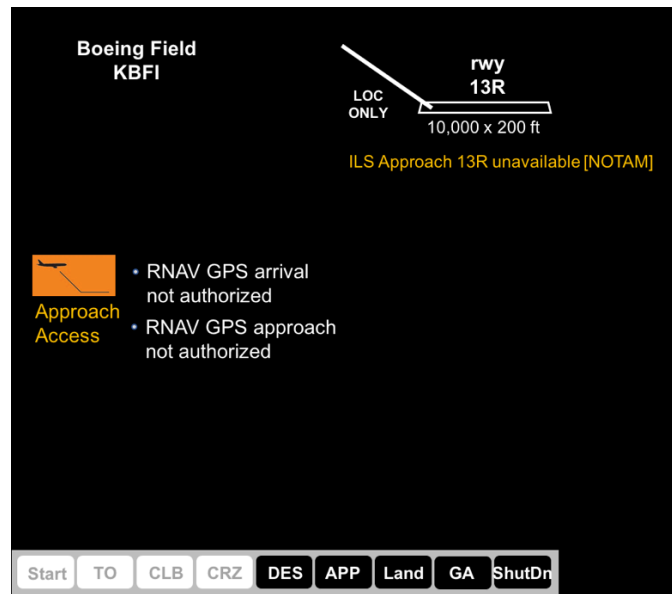 Boeing Field
KBFI
rwy
13R
LOC
ONLY
10,000 x 200 ft
ILS Approach 13R unavailable [NOTAM]
Approach
Access
• RNAV GPS arrival
not authorized
• RNAV GPS approach
not authorized
Start TO CLB CRZ DES APP Land GA ShutDn